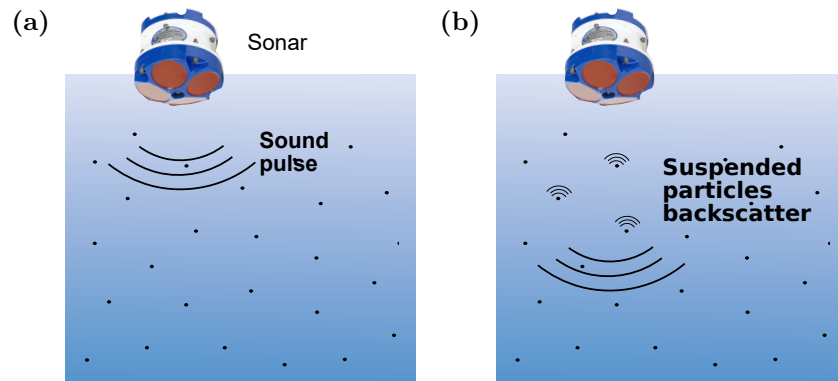 (a)
Sonar
Sound
pulse
(b)
Suspended
particles
backscatter